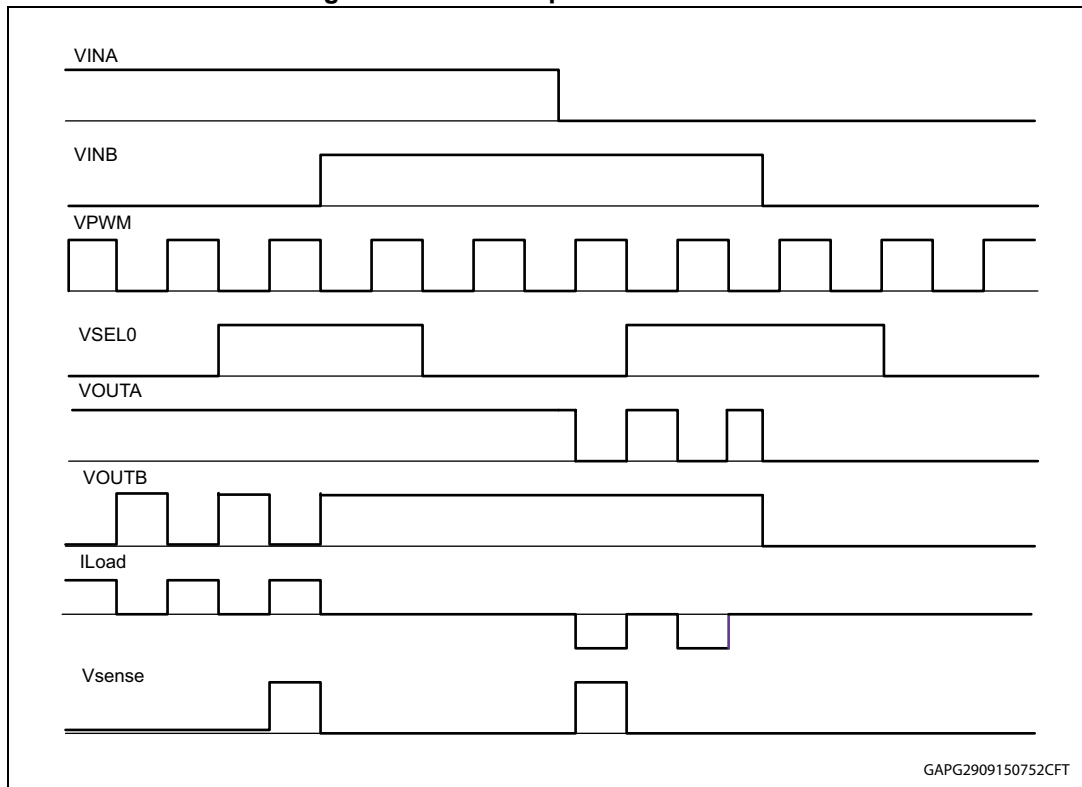 VINA
VINB
VPWM
VSEL0
VOUTA
VOUTB
ILoad
Vsense
GAPG2909150752CFT